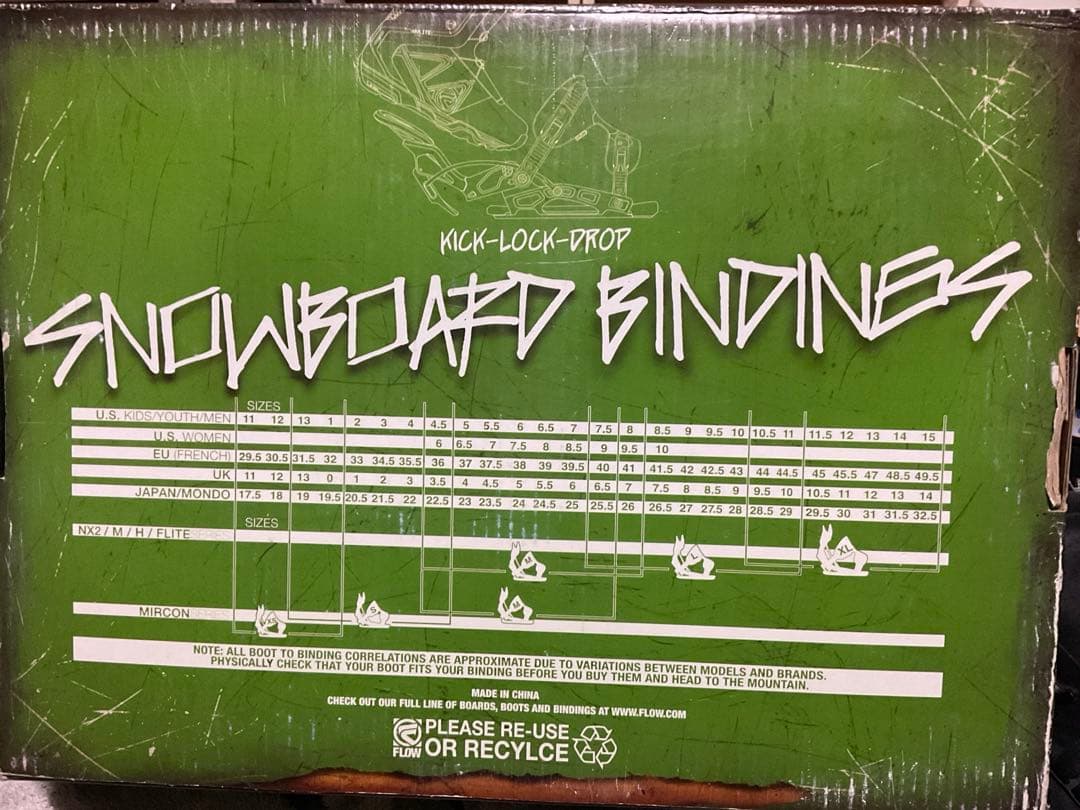 KICK-LOCK-DROP
SNOWBOARD BINDINES
SIZES
U.S. KIDS/YOUTH/MEN 11 12 13 1 2 3 4 4.5 5 5.5 6 6.5 7 7.5 8 8.5 9 9.5 10 10.5 11 11.5 12 13 14 15
U.S. WOMEN 6 6.5 7 7.5 8 8.5 9 9.5 10
EU (FRENCH) 29.5 30.5 31.5 32 33 34.5 35.5 36 37 37.5 38 39 39.5 40 41 41.5 42 42.5 43 44 44.5 45 45.5 47 48.5 49.5
UK 11 12 13 0 1 2 3 3.5 4 4.5 5 5.5 6 6.5 7 7.5 8 8.5 9 9.5 10 10.5 11 12 13 14
JAPAN/MONDO 17.5 18 19 19.5 20.5 21.5 22 22.5 23 23.5 24 24.5 25 25.5 26 26.5 27 27.5 28 28.5 29 29.5 30 31 31.5 32.5
SIZES
NX2 / M / H / FLITE SERIES
M L XL
MIRCON SERIES
XS S M
NOTE: ALL BOOT TO BINDING CORRELATIONS ARE APPROXIMATE DUE TO VARIATIONS BETWEEN MODELS AND BRANDS.
PHYSICALLY CHECK THAT YOUR BOOT FITS YOUR BINDING BEFORE YOU BUY THEM AND HEAD TO THE MOUNTAIN.
MADE IN CHINA
CHECK OUT OUR FULL LINE OF BOARDS, BOOTS AND BINDINGS AT WWW.FLOW.COM
PLEASE RE-USE
OR RECYLCE
FLOW